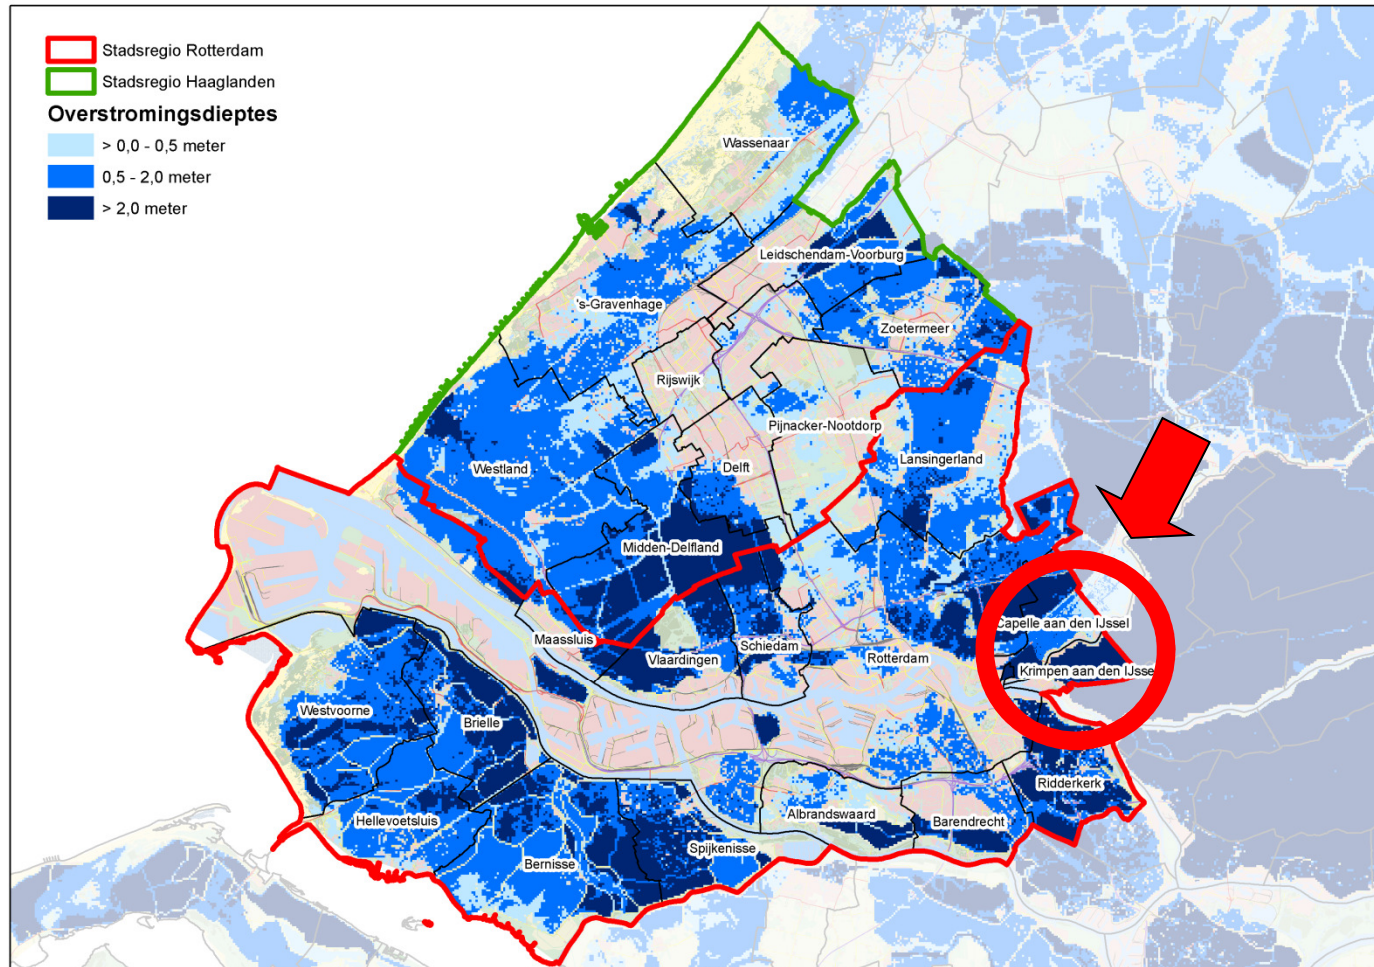 Stadsregio Rotterdam
Stadsregio Haaglanden
Overstromingsdieptes
> 0,0 - 0,5 meter
0,5 - 2,0 meter
> 2,0 meter
Wassenaar
Leidschendam-Voorburg
's-Gravenhage
Zoetermeer
Rijswijk
Pijnacker-Nootdorp
Lansingerland
Westland
Delft
Midden-Delfland
Capelle aan den IJssel
Maassluis
Vlaardingen
Schiedam
Rotterdam
Krimpen aan den IJsse
Westvoorne
Brielle
Ridderkerk
Hellevoetsluis
Albrandswaard
Barendrecht
Spijkenisse
Bernisse